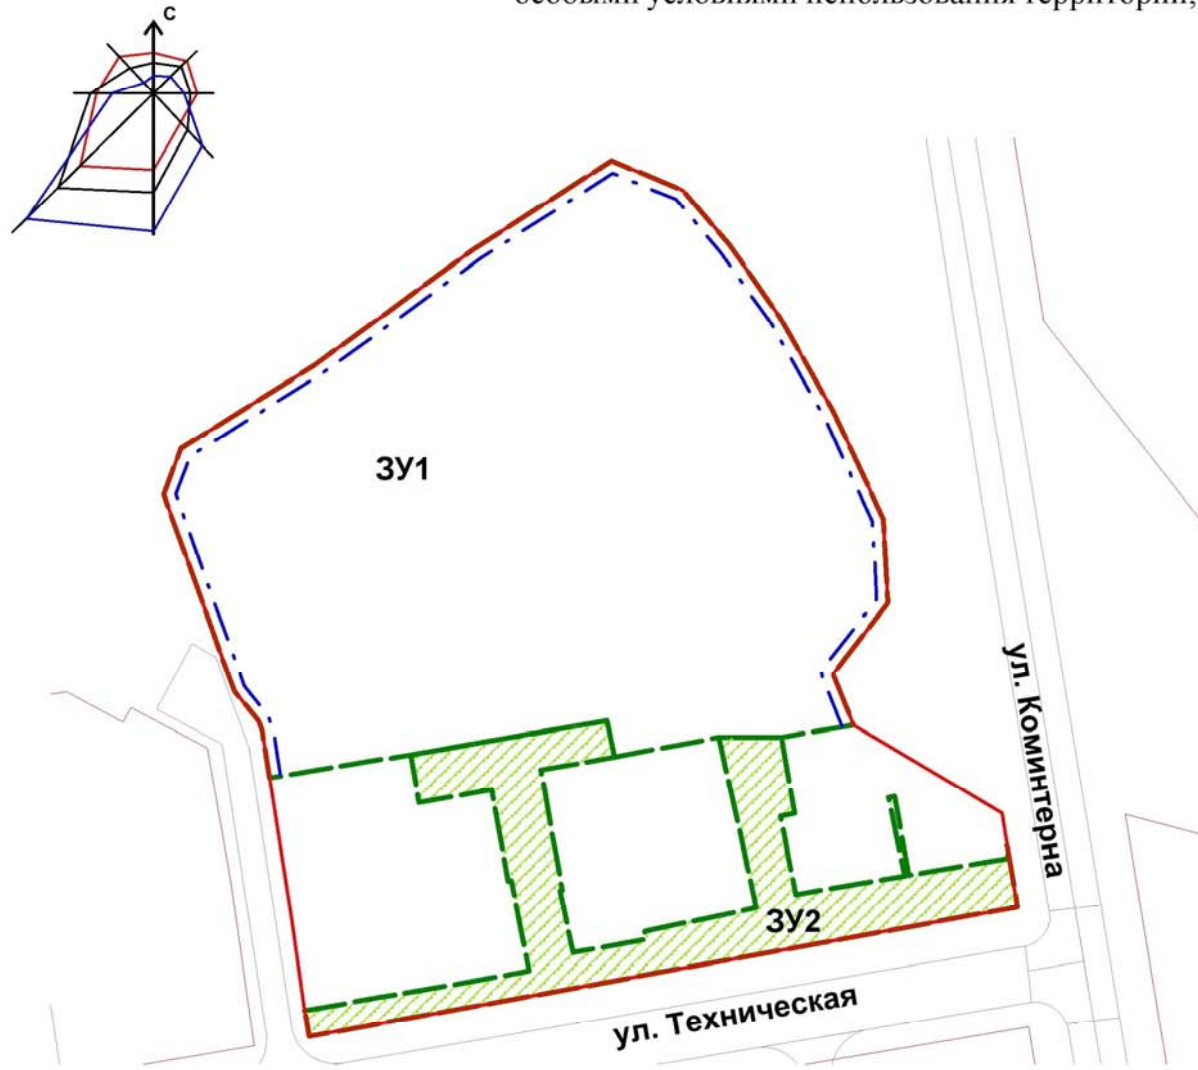 особыми условиями использования территории,
С
ЗУ1
ул. Коминтерна
ЗУ2
ул. Техническая